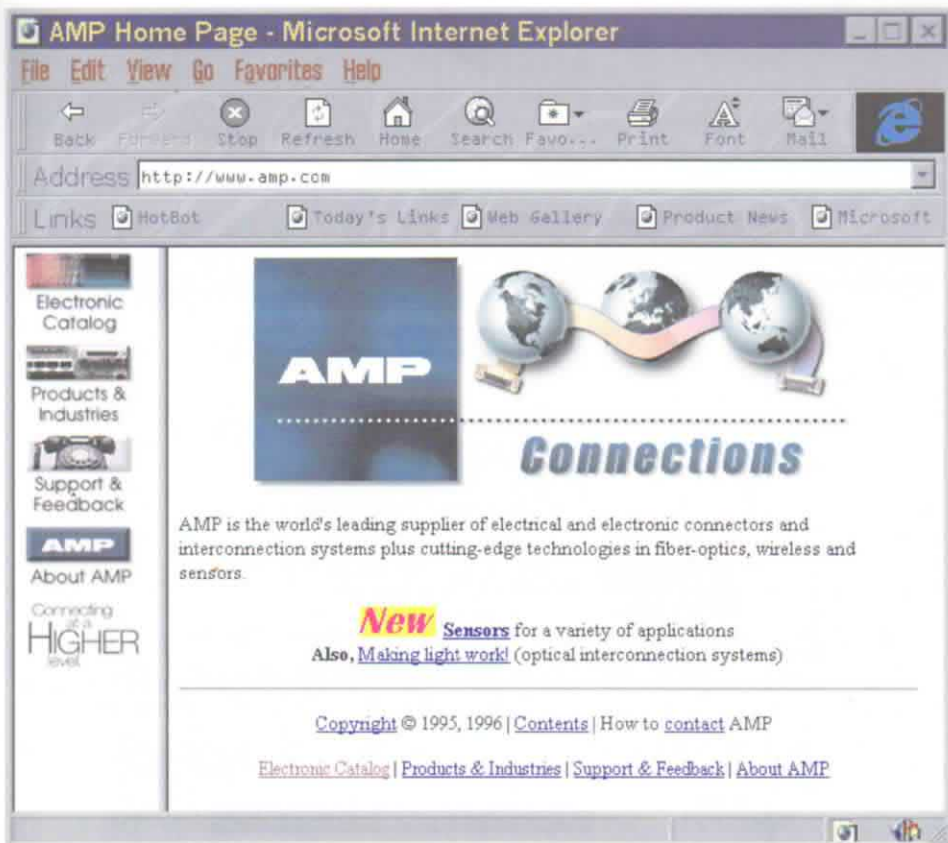 AMP Home Page - Microsoft Internet Explorer
File Edit View Go Favorites Help
Back Forward Stop Refresh Home Search Favo... Print Font Mail
Address http://www.amp.com
Links HotBot Today's Links Web Gallery Product News Microsoft
Electronic
Catalog
Products &
Industries
Support &
Feedback
AMP
About AMP
Connecting
at a
HIGHER
level
AMP
Connections
AMP is the world's leading supplier of electrical and electronic connectors and
interconnection systems plus cutting-edge technologies in fiber-optics, wireless and
sensors.
New Sensors for a variety of applications
Also, Making light work! (optical interconnection systems)
Copyright © 1995, 1996 | Contents | How to contact AMP
Electronic Catalog | Products & Industries | Support & Feedback | About AMP